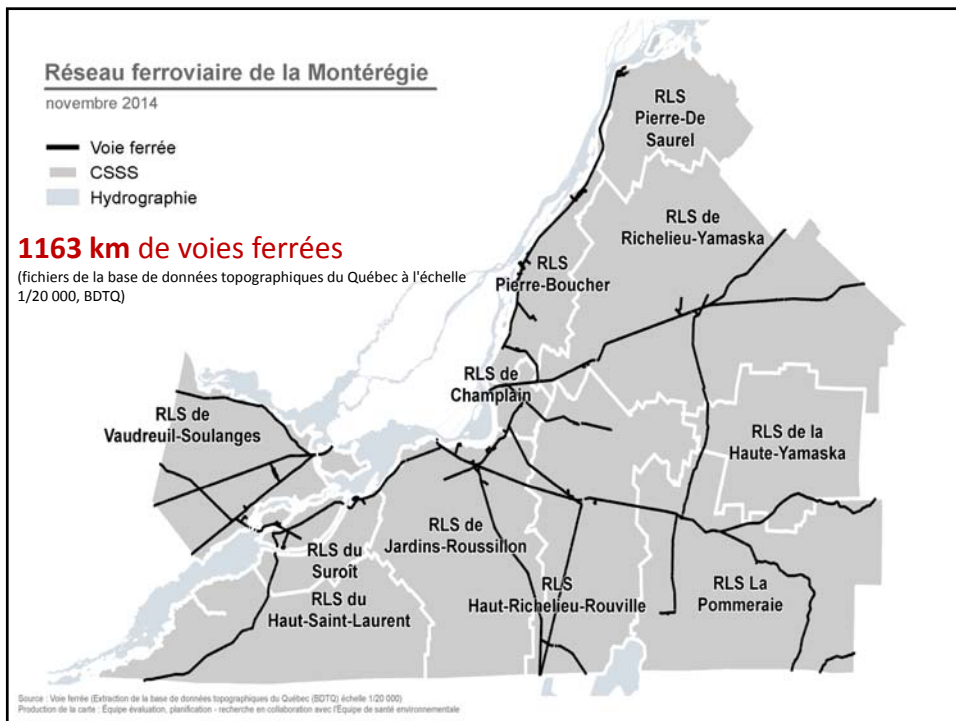 Réseau ferroviaire de la Montérégie
novembre 2014
Voie ferrée
CSSS
Hydrographie
1163 km de voies ferrées
(fichiers de la base de données topographiques du Québec à l'échelle
1/20 000, BDTQ)
RLS
Pierre-De
Saurel
RLS de
Richelieu-Yamaska
RLS
Pierre-Boucher
RLS de
Champlain
RLS de
Vaudreuil-Soulanges
RLS de la
Haute-Yamaska
RLS de
Jardins-Roussillon
RLS du
Suroît
RLS du
Haut-Saint-Laurent
RLS
Haut-Richelieu-Rouville
RLS La
Pommeraie
Source : Voie ferrée (Extraction de la base de données topographiques du Québec (BDTQ) échelle 1/20 000)
Production de la carte : Équipe évaluation, planification - recherche en collaboration avec l'Équipe de santé environnementale